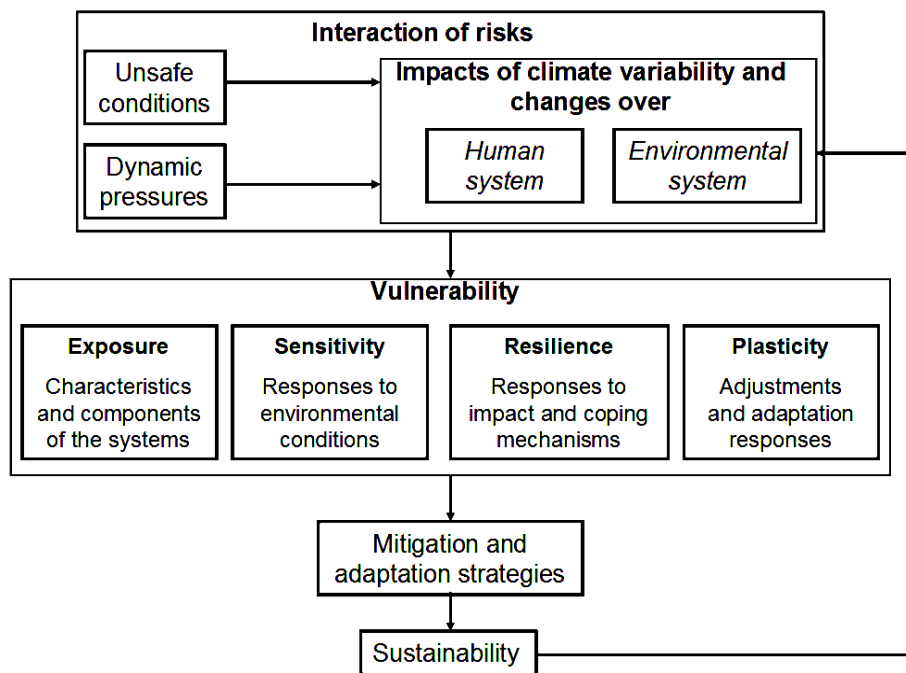 Interaction of risks
Unsafe
conditions
Impacts of climate variability and
changes over
Human
system
Environmental
system
Dynamic
pressures
Vulnerability
Exposure
Characteristics
and components
of the systems
Sensitivity
Responses to
environmental
conditions
Resilience
Responses to
impact and coping
mechanisms
Plasticity
Adjustments
and adaptation
responses
Mitigation and
adaptation strategies
Sustainability